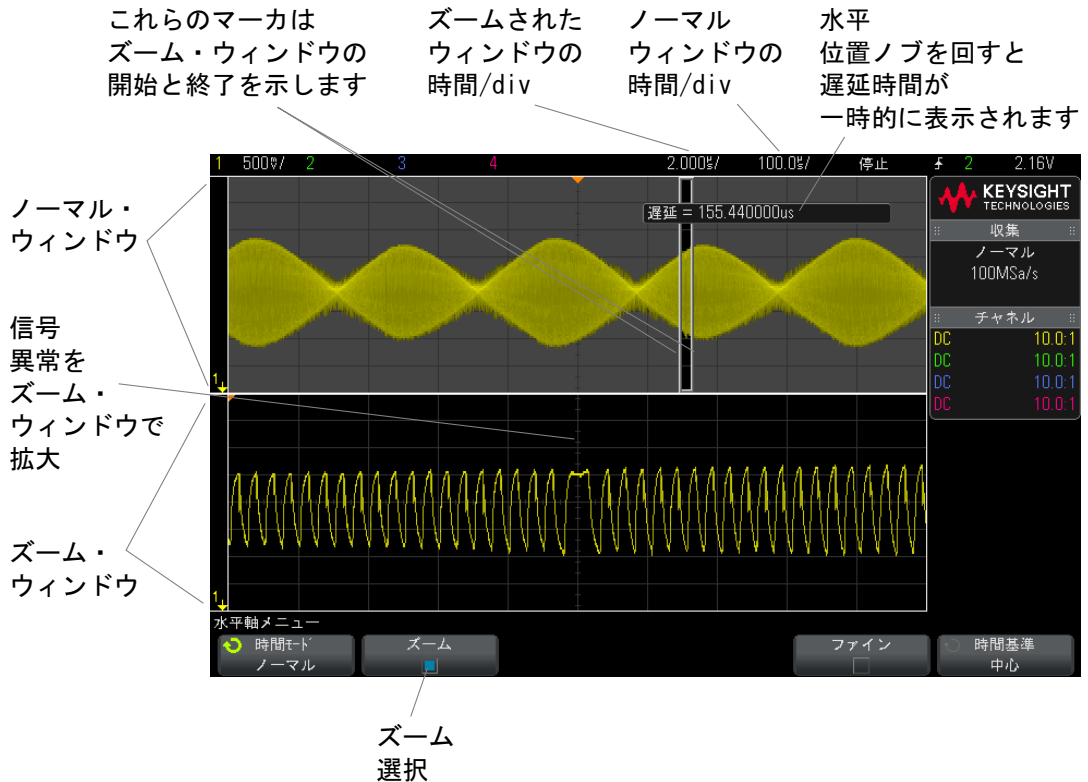 これらのマーカは
ズーム・ウィンドウの
開始と終了を示します
ズームされた
ウィンドウの
時間/div
ノーマル
ウィンドウの
時間/div
水平
位置ノブを回すと
遅延時間が
一時的に表示されます
1 500mV/ 2 3 4 2.000us/ 100.0us/ 停止 2 2.16V
ノーマル・
ウィンドウ
遅延 = 155.440000us
KEYSIGHT
TECHNOLOGIES
収集
ノーマル
100MSa/s
チャネル
DC 10.0:1
DC 10.0:1
DC 10.0:1
DC 10.0:1
1
信号
異常を
ズーム・
ウィンドウで
拡大
ズーム・
ウィンドウ
1
水平軸メニュー
時間モード
ノーマル
ズーム
ファイン
時間基準
中心
ズーム
選択